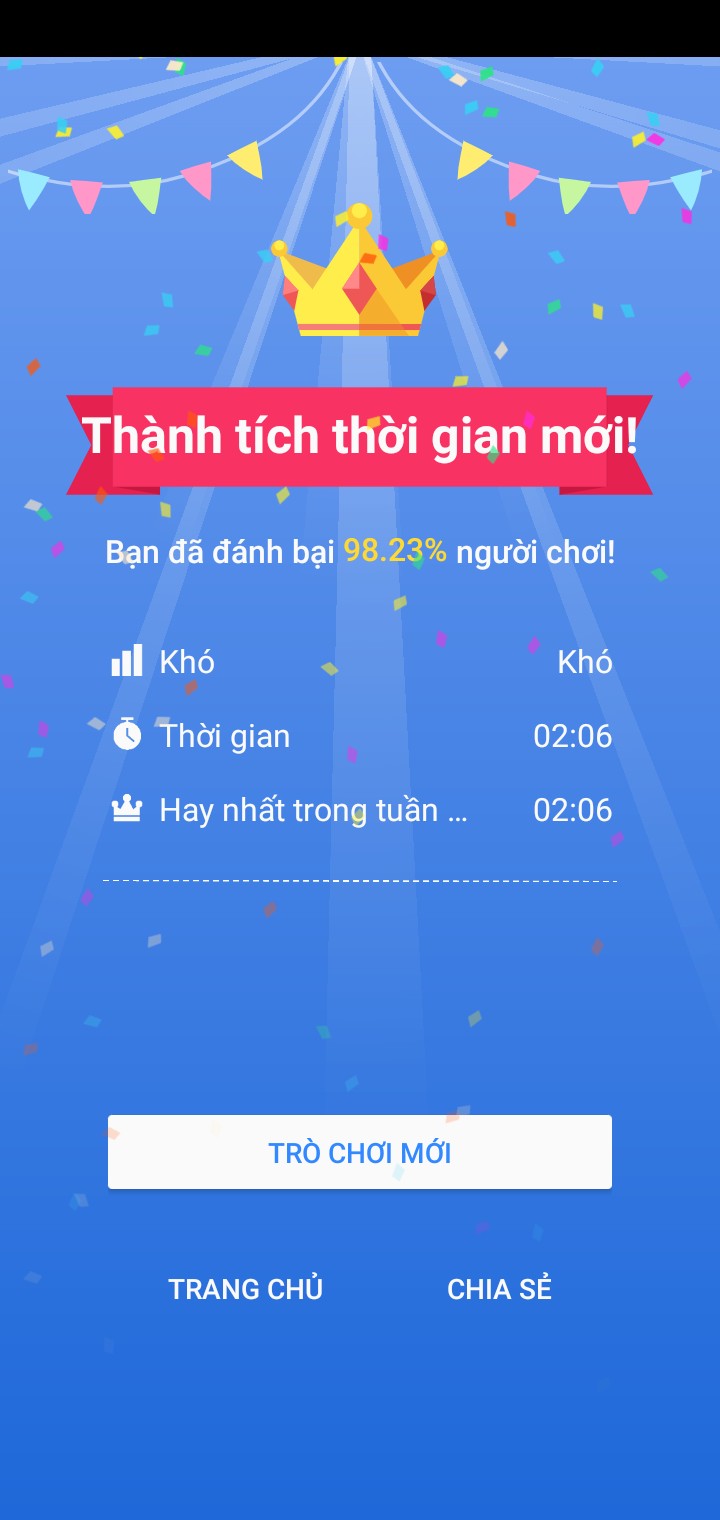 Thành tích thời gian mới!
Bạn đã đánh bại 98.23% người chơi!
Khó Khó
Thời gian 02:06
Hay nhất trong tuần ... 02:06
TRÒ CHƠI MỚI
TRANG CHỦ CHIA SẺ